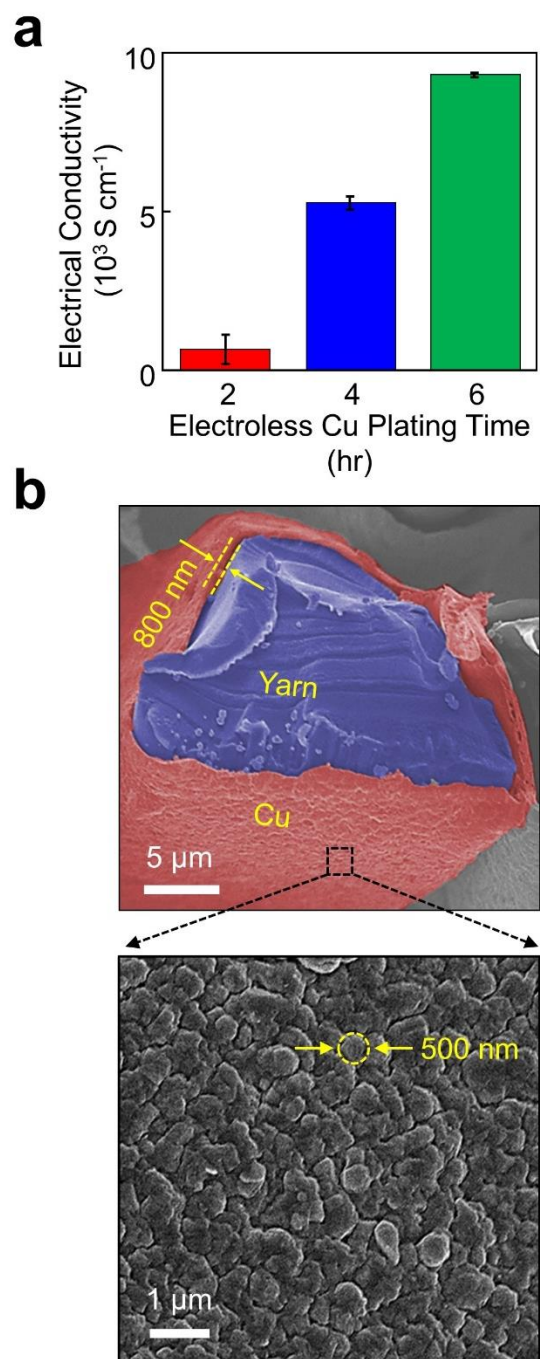 a
Electrical Conductivity
(10³ S cm⁻¹)
10
5
0
2 4 6
Electroless Cu Plating Time
(hr)
b
800 nm
Yarn
Cu
5 µm
500 nm
1 µm